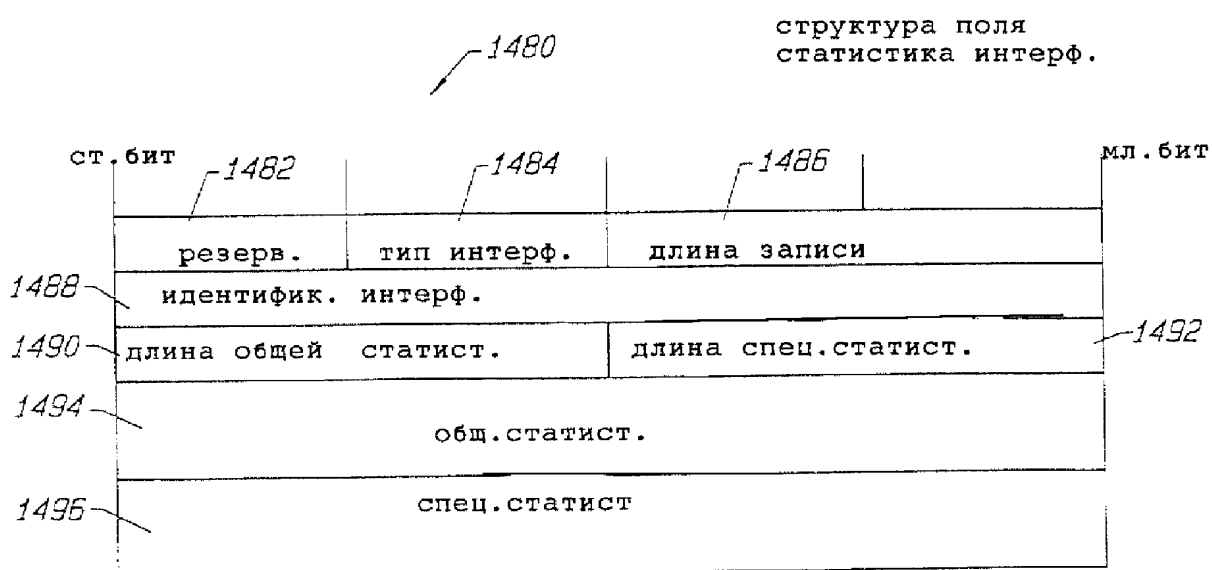 структура поля
статистика интерф.
1480
ст.бит
мл.бит
1482
1484
1486
резерв.
тип интерф.
длина записи
1488
идентифик. интерф.
1490
длина общей статист.
длина спец.статист.
1492
1494
общ.статист.
1496
спец.статист